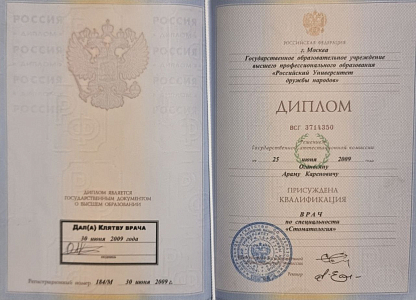 ДИПЛОМ ЯВЛЯЕТСЯ
ГОСУДАРСТВЕННЫМ ДОКУМЕНТОМ
О ВЫСШЕМ ОБРАЗОВАНИИ
Дал(а) Клятву врача
30 июня 2009 года
подпись
Регистрационный номер 184/М 30 июня 2009 г.
РОССИЙСКАЯ ФЕДЕРАЦИЯ
г. Москва
Государственное образовательное учреждение
высшего профессионального образования
«Российский Университет
дружбы народов»
ДИПЛОМ
ВСГ 3714350
Решением
Государственной аттестационной комиссии
от 25 июня 2009 года
Араму Кареновичу
ПРИСУЖДЕНА
КВАЛИФИКАЦИЯ
ВРАЧ
по специальности
«Стоматология»